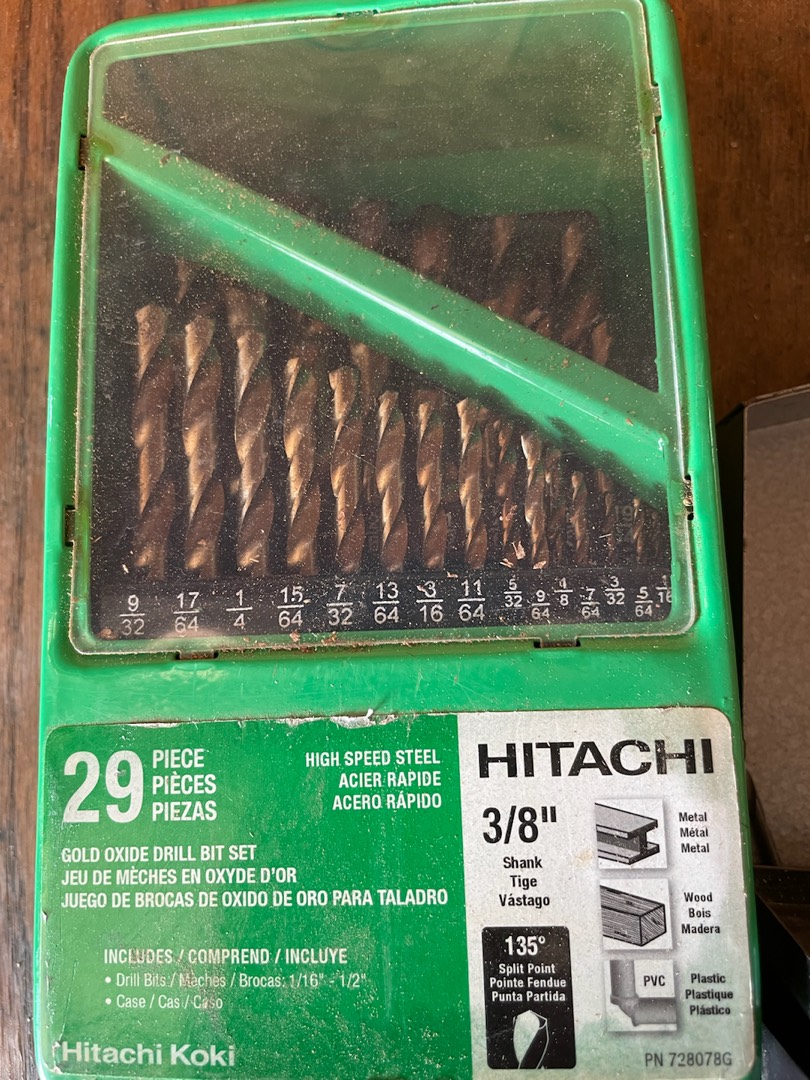 9/32 17/64 1/4 15/64 7/32 13/64 3/16 11/64 5/32 9/64 1/8 7/64 3/32 5/64 1/16
29 PIECE
PIÈCES
PIEZAS
HIGH SPEED STEEL
ACIER RAPIDE
ACERO RÁPIDO
GOLD OXIDE DRILL BIT SET
JEU DE MÈCHES EN OXYDE D'OR
JUEGO DE BROCAS DE OXIDO DE ORO PARA TALADRO
INCLUDES / COMPREND / INCLUYE
• Drill Bits / Mèches / Brocas: 1/16" - 1/2"
• Case / Cas / Caso
Hitachi Koki
HITACHI
3/8"
Shank
Tige
Vástago
135°
Split Point
Pointe Fendue
Punta Partida
Metal
Métal
Metal
Wood
Bois
Madera
PVC
Plastic
Plastique
Plástico
PN 728078G